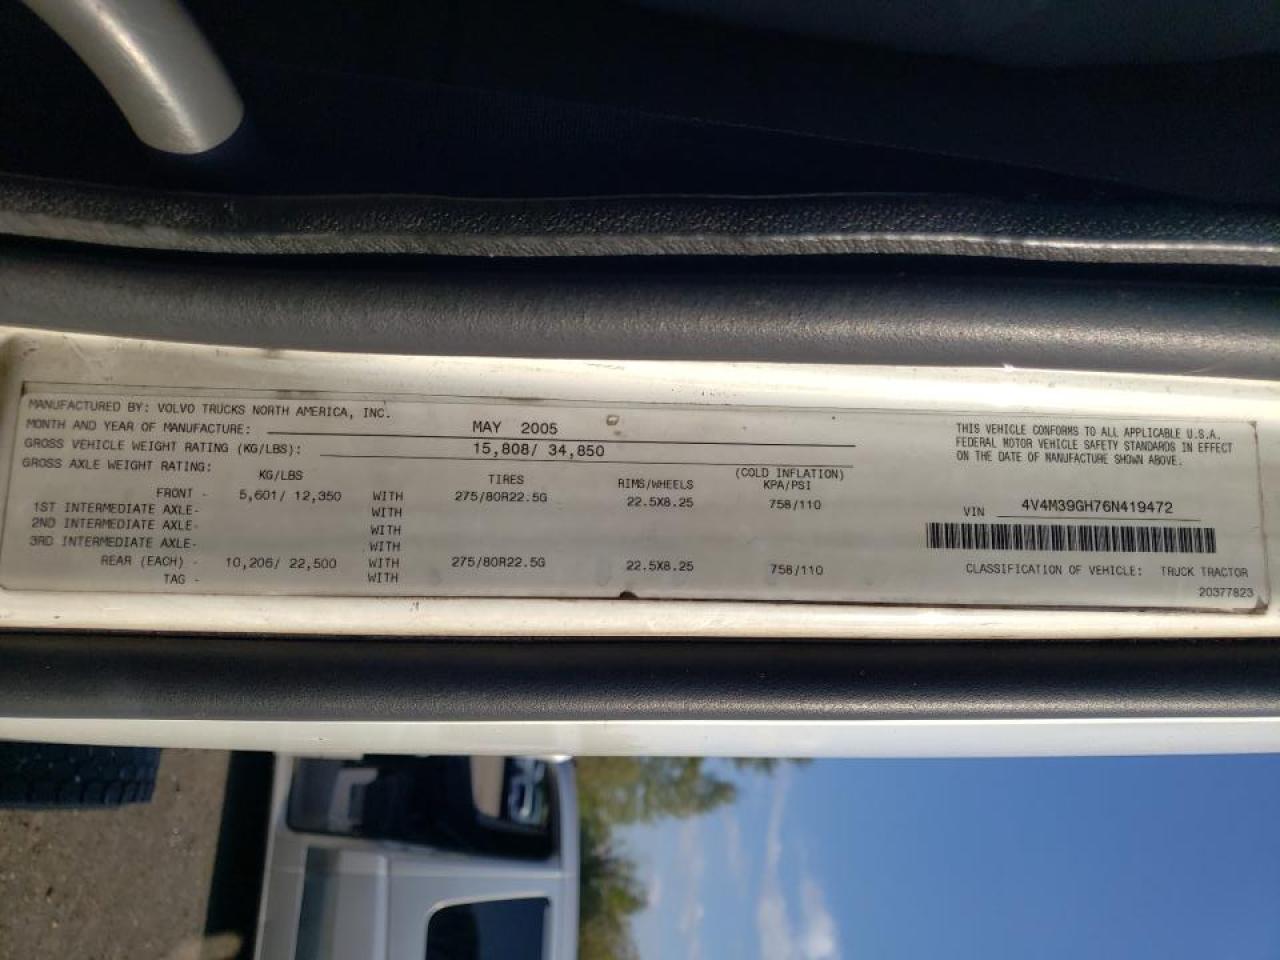 MANUFACTURED BY: VOLVO TRUCKS NORTH AMERICA, INC.
MONTH AND YEAR OF MANUFACTURE: MAY 2005
GROSS VEHICLE WEIGHT RATING (KG/LBS): 15,808/ 34,850
GROSS AXLE WEIGHT RATING:
KG/LBS TIRES RIMS/WHEELS (COLD INFLATION) KPA/PSI
FRONT - 5,601/ 12,350 WITH 275/80R22.5G 22.5X8.25 758/110
1ST INTERMEDIATE AXLE- WITH
2ND INTERMEDIATE AXLE- WITH
3RD INTERMEDIATE AXLE- WITH
REAR (EACH) - 10,206/ 22,500 WITH 275/80R22.5G 22.5X8.25 758/110
TAG - WITH
THIS VEHICLE CONFORMS TO ALL APPLICABLE U.S.A.
FEDERAL MOTOR VEHICLE SAFETY STANDARDS IN EFFECT
ON THE DATE OF MANUFACTURE SHOWN ABOVE.
VIN 4V4M39GH76N419472
CLASSIFICATION OF VEHICLE: TRUCK TRACTOR
20377823